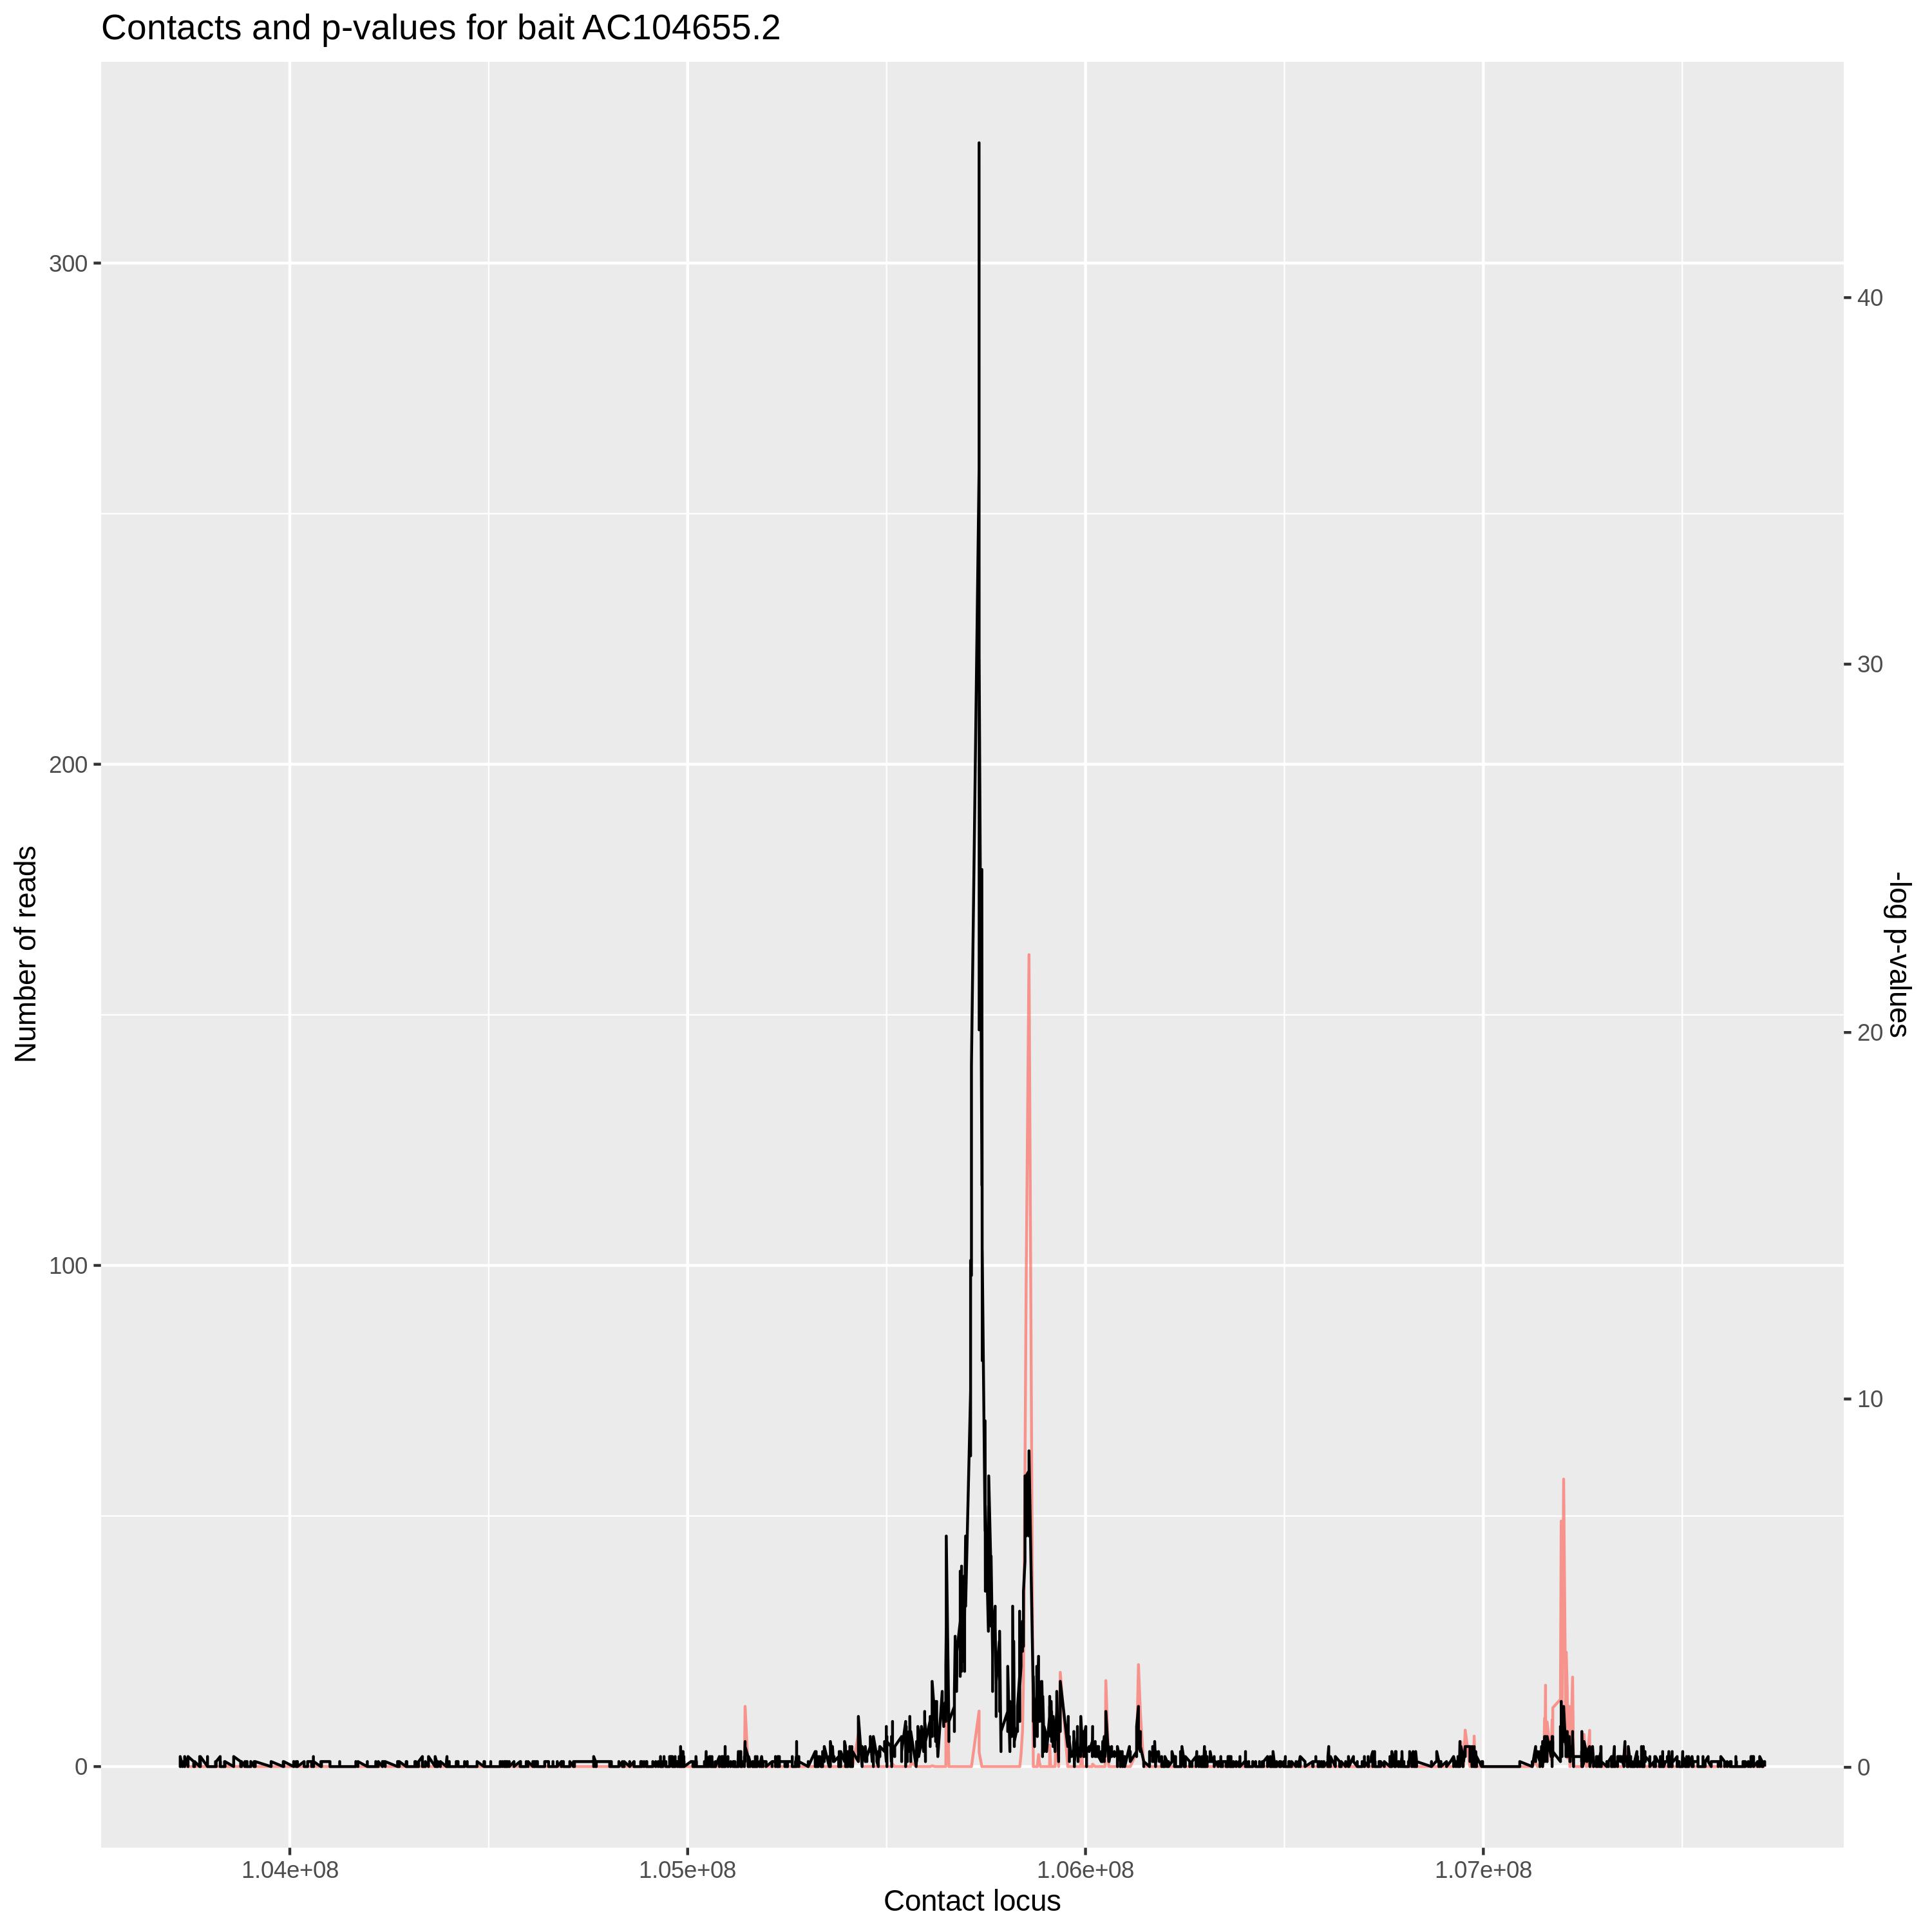 Contacts and p-values for bait AC104655.2
300
200
100
0
Number of reads
40
30
20
10
0
-log p-values
1.04e+08
1.05e+08
1.06e+08
1.07e+08
Contact locus